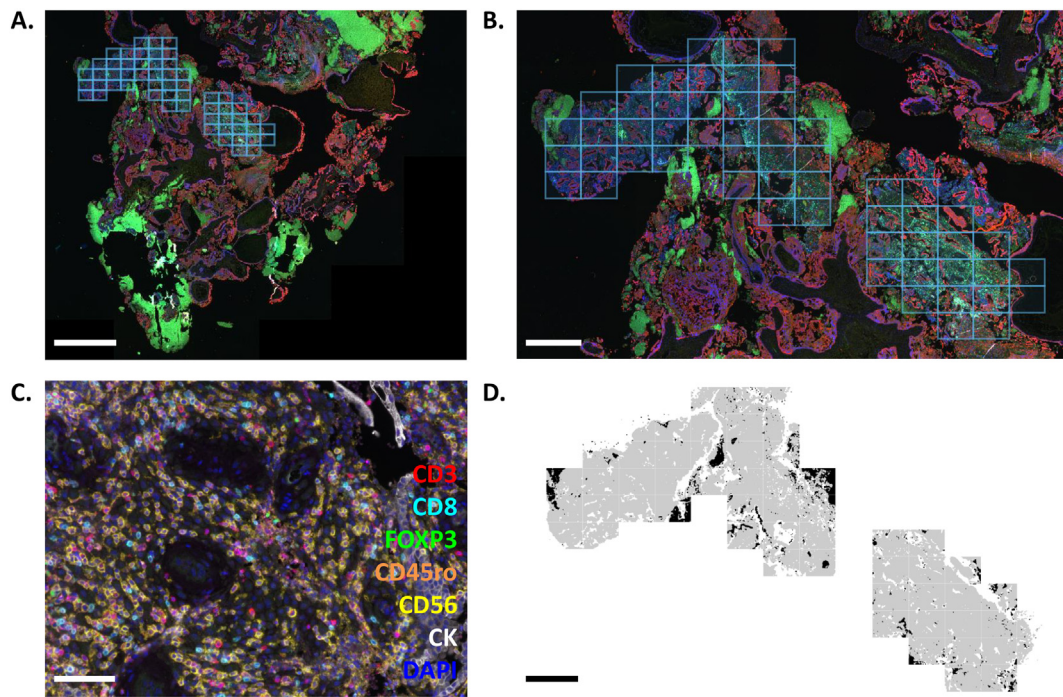 A.
B.
C.
CD3
CD8
FOXP3
CD45ro
CD56
CK
DAPI
D.